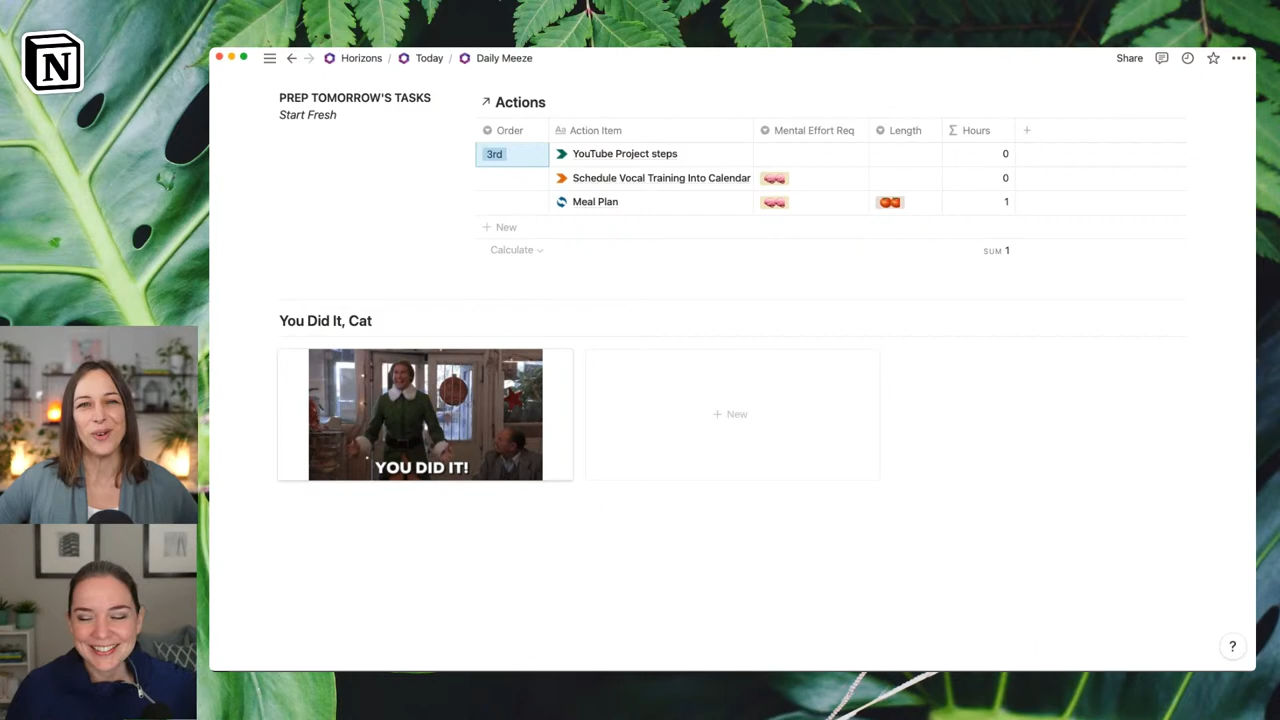 N
Horizons / Today / Daily Meeze
Share
PREP TOMORROW'S TASKS
Start Fresh
Actions
Order Aa Action Item Mental Effort Req Length Σ Hours +
3rd YouTube Project steps 0
Schedule Vocal Training Into Calendar 0
Meal Plan 1
+ New
Calculate SUM 1
You Did It, Cat
YOU DID IT!
+ New
?